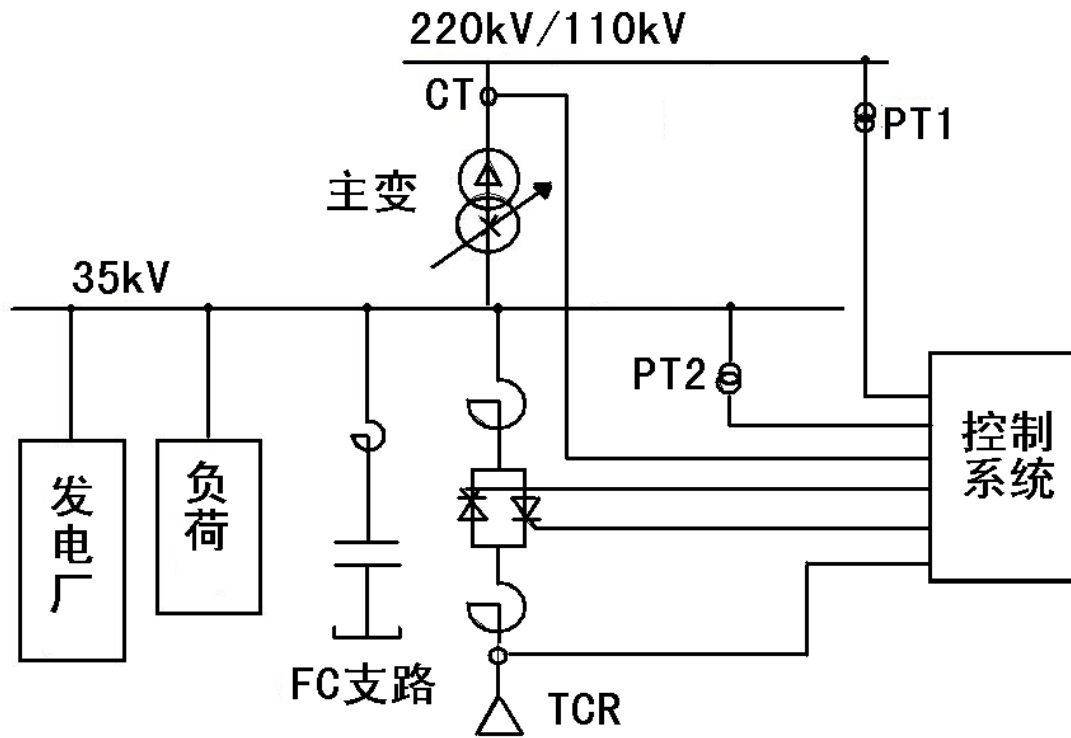 220kV/110kV
CT
PT1
主变
35kV
PT2
控制
系统
发
电
厂
负
荷
FC支路
TCR